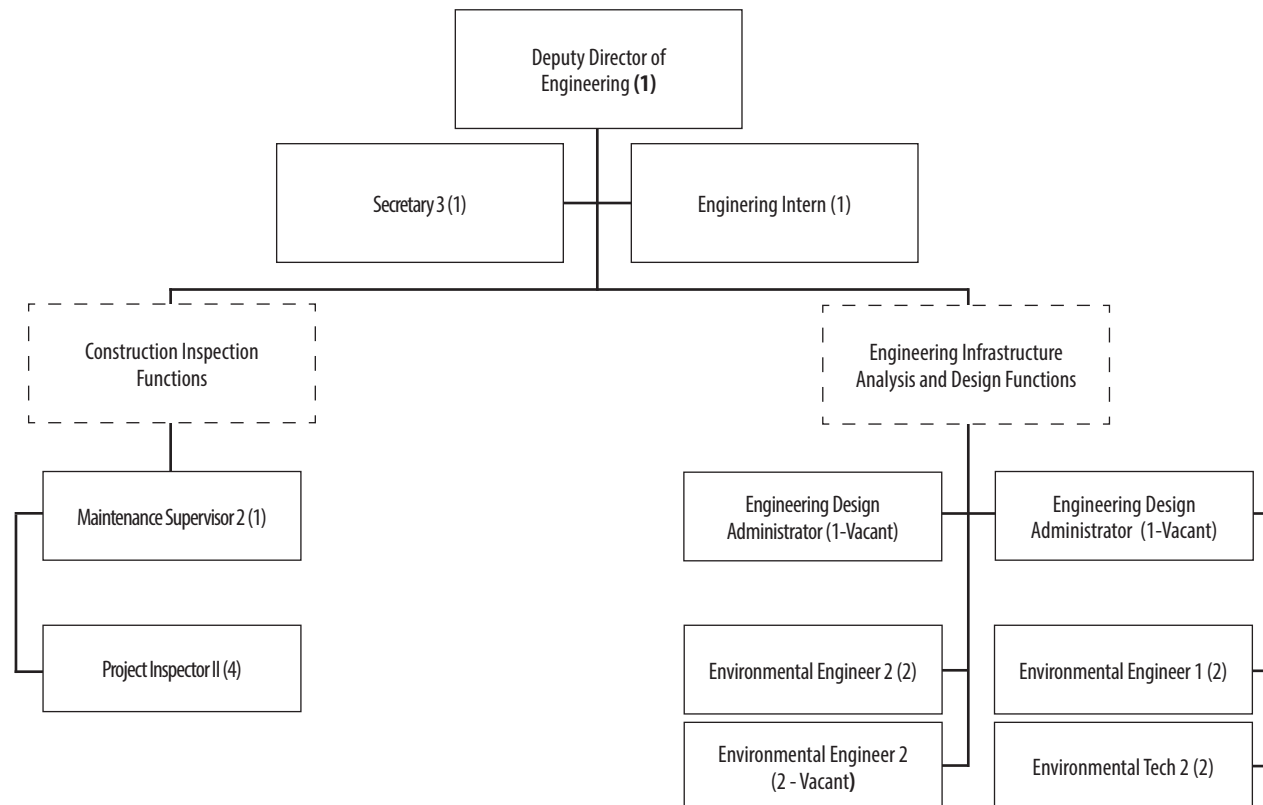 Deputy Director of
Engineering (1)
Secretary 3 (1)
Enginering Intern (1)
Construction Inspection
Functions
Engineering Infrastructure
Analysis and Design Functions
Maintenance Supervisor 2 (1)
Engineering Design
Administrator (1-Vacant)
Engineering Design
Administrator (1-Vacant)
Project Inspector II (4)
Environmental Engineer 2 (2)
Environmental Engineer 1 (2)
Environmental Engineer 2
(2 - Vacant)
Environmental Tech 2 (2)